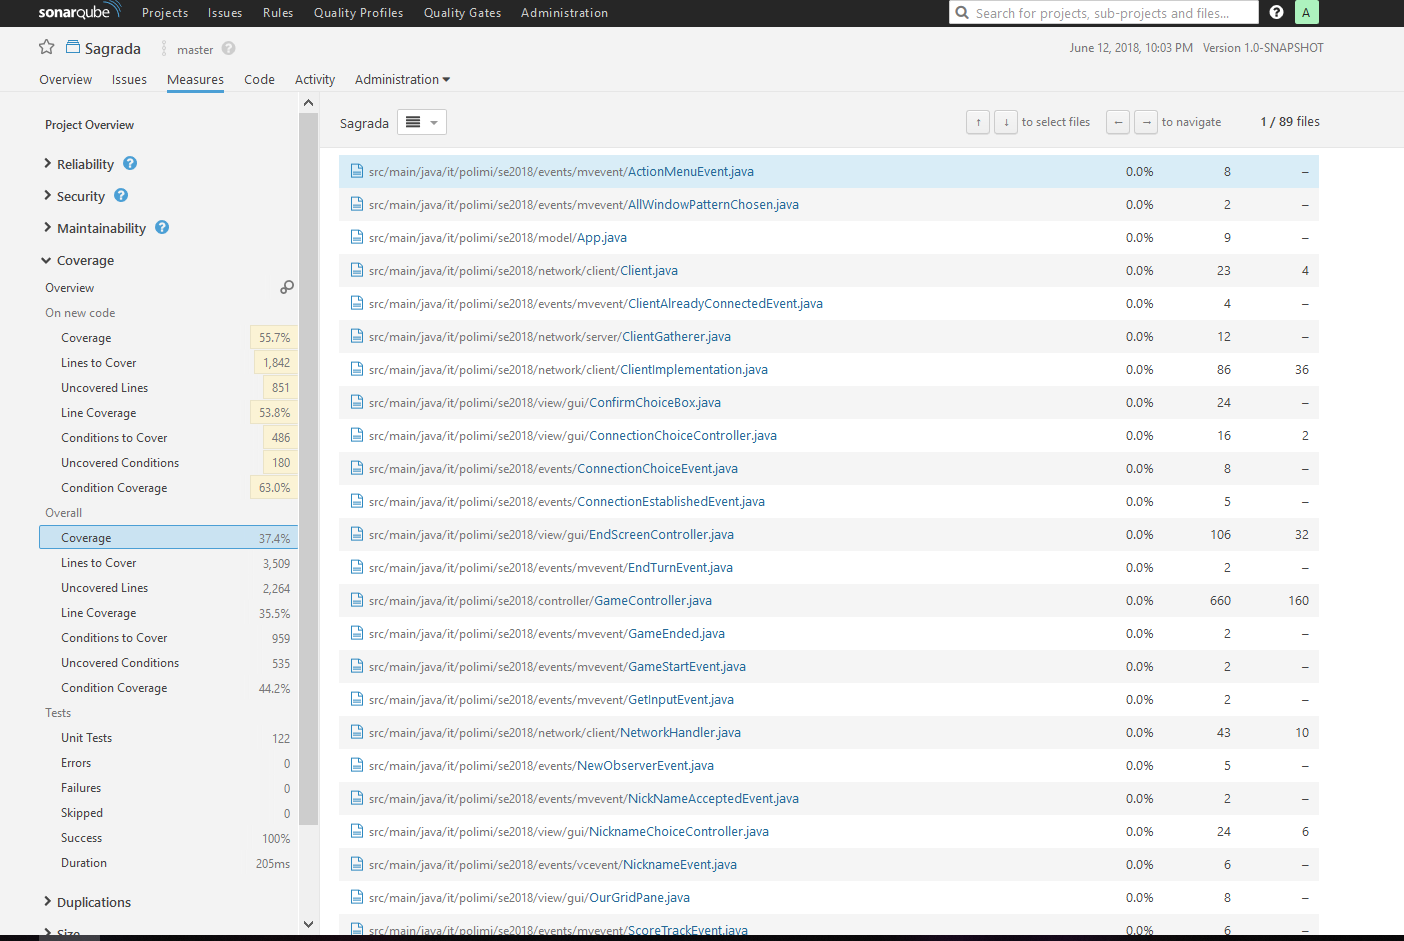 sonarqube Projects Issues Rules Quality Profiles Quality Gates Administration Search for projects, sub-projects and files... ? A
Sagrada master ? June 12, 2018, 10:03 PM Version 1.0-SNAPSHOT
Overview Issues Measures Code Activity Administration
Project Overview
Reliability ?
Security ?
Maintainability ?
Coverage
Overview
On new code
Coverage 55.7%
Lines to Cover 1,842
Uncovered Lines 851
Line Coverage 53.8%
Conditions to Cover 486
Uncovered Conditions 180
Condition Coverage 63.0%
Overall
Coverage 37.4%
Lines to Cover 3,509
Uncovered Lines 2,264
Line Coverage 35.5%
Conditions to Cover 959
Uncovered Conditions 535
Condition Coverage 44.2%
Tests
Unit Tests 122
Errors 0
Failures 0
Skipped 0
Success 100%
Duration 205ms
Duplications
Size
Sagrada ↑ ↓ to select files ← → to navigate 1 / 89 files
src/main/java/it/polimi/se2018/events/mvevent/ActionMenuEvent.java 0.0% 8 –
src/main/java/it/polimi/se2018/events/mvevent/AllWindowPatternChosen.java 0.0% 2 –
src/main/java/it/polimi/se2018/model/App.java 0.0% 9 –
src/main/java/it/polimi/se2018/network/client/Client.java 0.0% 23 4
src/main/java/it/polimi/se2018/events/mvevent/ClientAlreadyConnectedEvent.java 0.0% 4 –
src/main/java/it/polimi/se2018/network/server/ClientGatherer.java 0.0% 12 –
src/main/java/it/polimi/se2018/network/client/ClientImplementation.java 0.0% 86 36
src/main/java/it/polimi/se2018/view/gui/ConfirmChoiceBox.java 0.0% 24 –
src/main/java/it/polimi/se2018/view/gui/ConnectionChoiceController.java 0.0% 16 2
src/main/java/it/polimi/se2018/events/ConnectionChoiceEvent.java 0.0% 8 –
src/main/java/it/polimi/se2018/events/ConnectionEstablishedEvent.java 0.0% 5 –
src/main/java/it/polimi/se2018/view/gui/EndScreenController.java 0.0% 106 32
src/main/java/it/polimi/se2018/events/mvevent/EndTurnEvent.java 0.0% 2 –
src/main/java/it/polimi/se2018/controller/GameController.java 0.0% 660 160
src/main/java/it/polimi/se2018/events/mvevent/GameEnded.java 0.0% 2 –
src/main/java/it/polimi/se2018/events/mvevent/GameStartEvent.java 0.0% 2 –
src/main/java/it/polimi/se2018/events/mvevent/GetInputEvent.java 0.0% 2 –
src/main/java/it/polimi/se2018/network/client/NetworkHandler.java 0.0% 43 10
src/main/java/it/polimi/se2018/events/NewObserverEvent.java 0.0% 5 –
src/main/java/it/polimi/se2018/events/mvevent/NickNameAcceptedEvent.java 0.0% 2 –
src/main/java/it/polimi/se2018/view/gui/NicknameChoiceController.java 0.0% 24 6
src/main/java/it/polimi/se2018/events/vcevent/NicknameEvent.java 0.0% 6 –
src/main/java/it/polimi/se2018/view/gui/OurGridPane.java 0.0% 8 –
src/main/java/it/polimi/se2018/events/mvevent/ScoreTrackEvent.java 0.0% 6 –